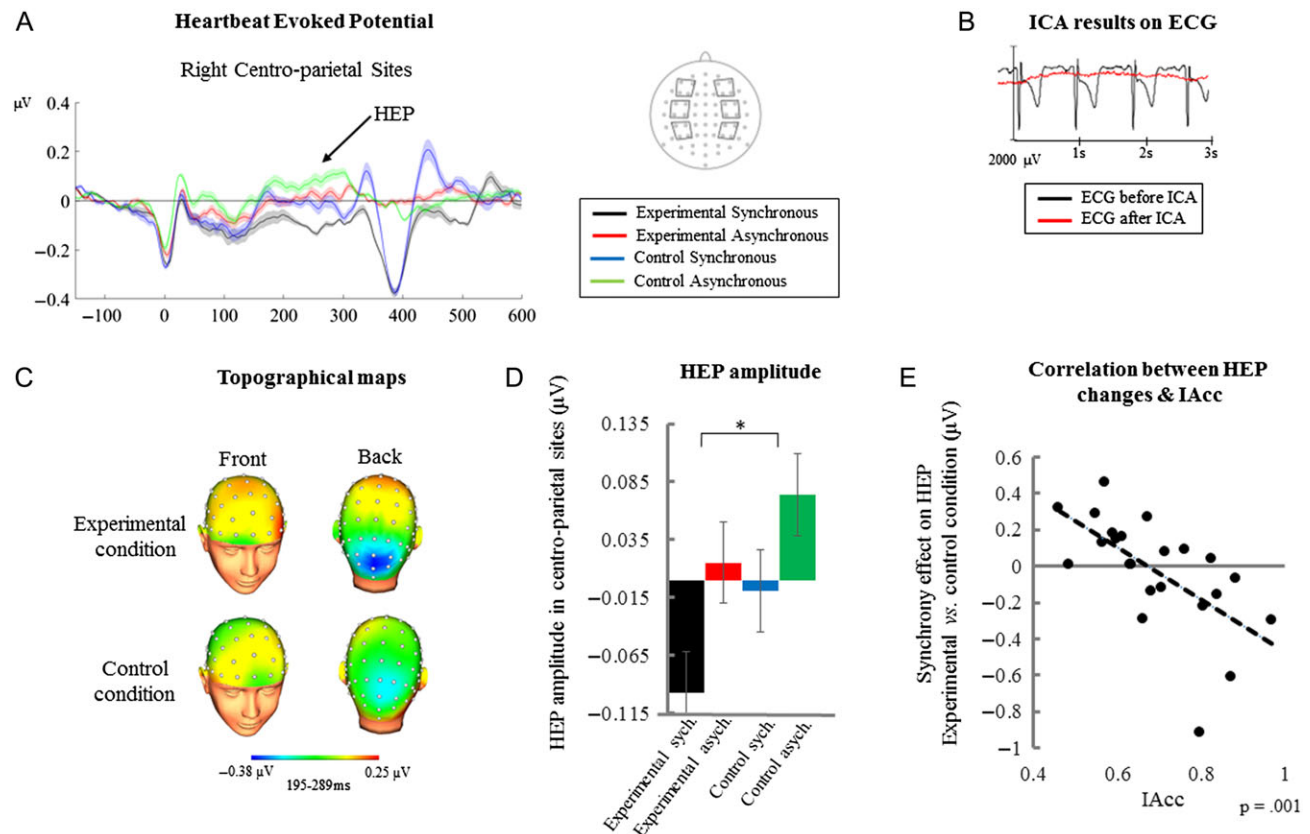 A
Heartbeat Evoked Potential
Right Centro-parietal Sites
µV
HEP
0.4
0.2
0
−0.2
−0.4
−100
0
100
200
300
400
500
600
Experimental Synchronous
Experimental Asynchronous
Control Synchronous
Control Asynchronous
B
ICA results on ECG
2000 µV
1s
2s
3s
ECG before ICA
ECG after ICA
C
Topographical maps
Front
Back
Experimental
condition
Control
condition
−0.38 µV
0.25 µV
195-289ms
D
HEP amplitude
HEP amplitude in centro-parietal sites (µV)
0.135
0.085
0.035
−0.015
−0.065
−0.115
*
Experimental sych.
Experimental asych.
Control sych.
Control asych.
E
Correlation between HEP
changes & IAcc
Synchrony effect on HEP
Experimental vs. control condition (µV)
0.6
0.4
0.2
0
−0.2
−0.4
−0.6
−0.8
−1
0.4
0.6
0.8
1
IAcc
p = .001